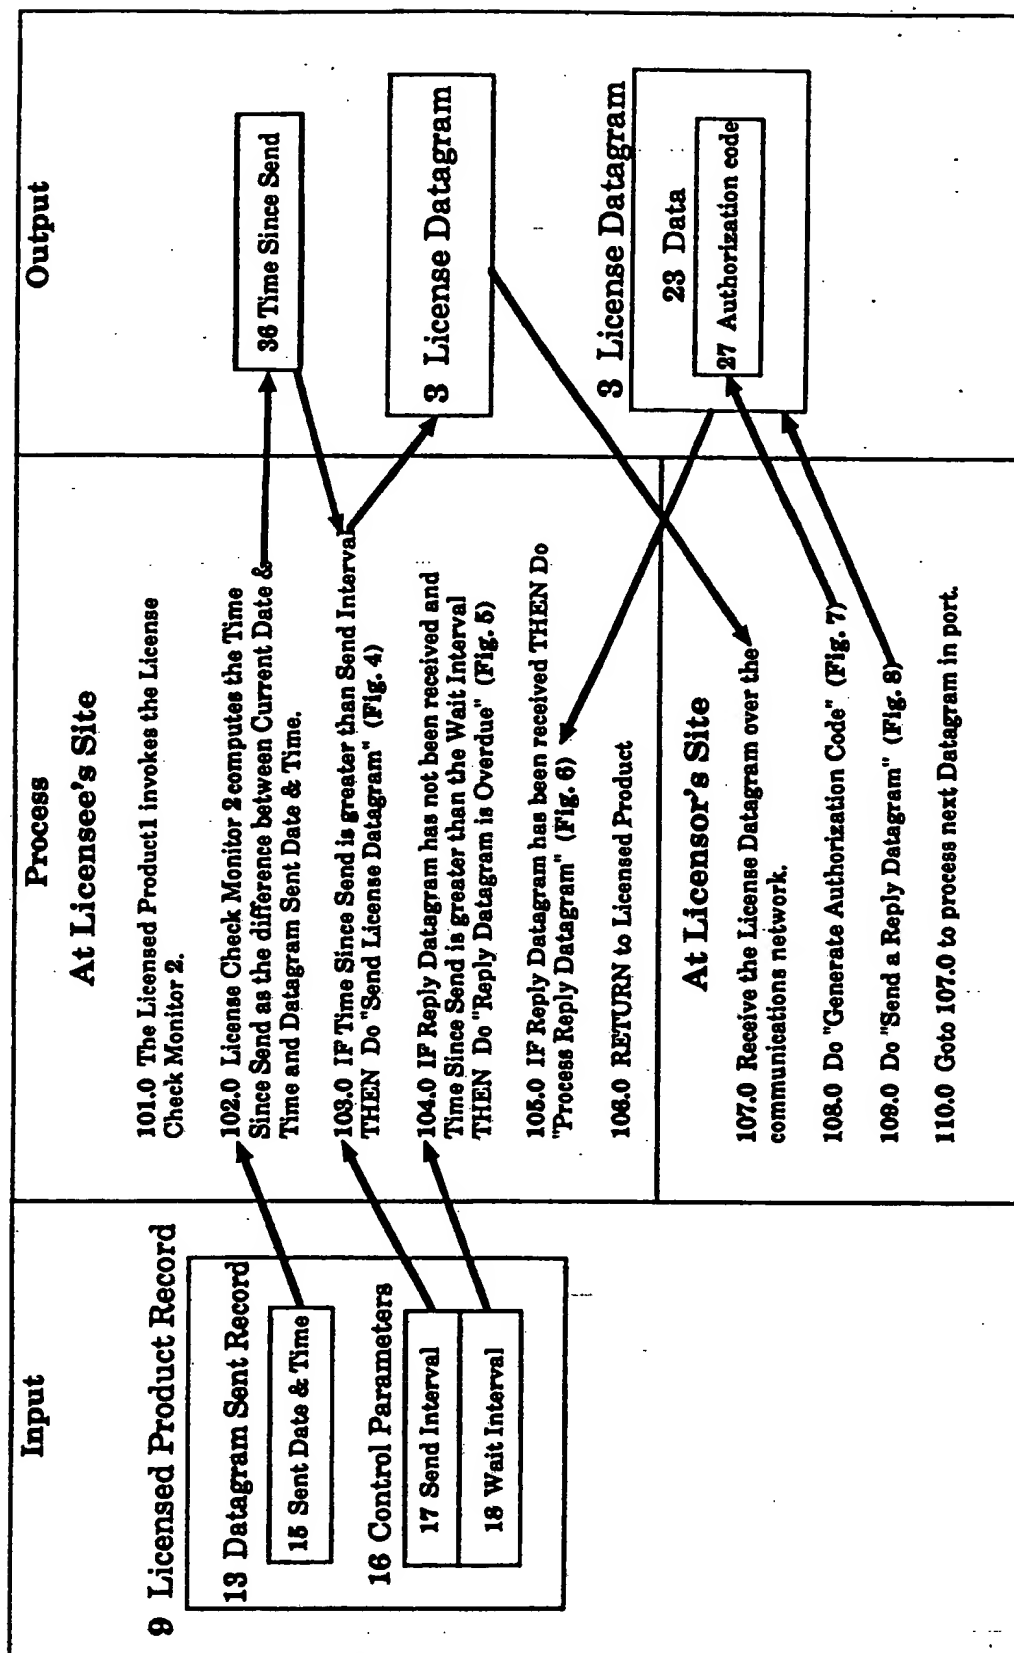 Input
9 Licensed Product Record
13 Datagram Sent Record
15 Sent Date & Time
16 Control Parameters
17 Send Interval
18 Wait Interval
Process
At Licensee's Site
101.0 The Licensed Product1 invokes the License
Check Monitor 2.
102.0 License Check Monitor 2computes the Time
Since Send as the difference between Current Date &
Time and Datagram Sent Date & Time.
103.0 IF Time Since Send is greater than Send Interval
THEN Do "Send License Datagram" (Fig. 4)
104.0 IF Reply Datagram has not been received and
Time Since Send is greater than the Wait Interval
THEN Do "Reply Datagram is Overdue" (Fig. 5)
105.0 IF Reply Datagram has been received THEN Do
"Process Reply Datagram" (Fig. 6)
106.0 RETURN to Licensed Product
At Licensor's Site
107.0 Receive the License Datagram over the
communications network.
108.0 Do "Generate Authorization Code" (Fig. 7)
109.0 Do "Send a Reply Datagram" (Fig. 8)
110.0 Goto 107.0 to process next Datagram in port.
Output
36 Time Since Send
3 License Datagram
3 License Datagram
23 Data
27 Authorization code